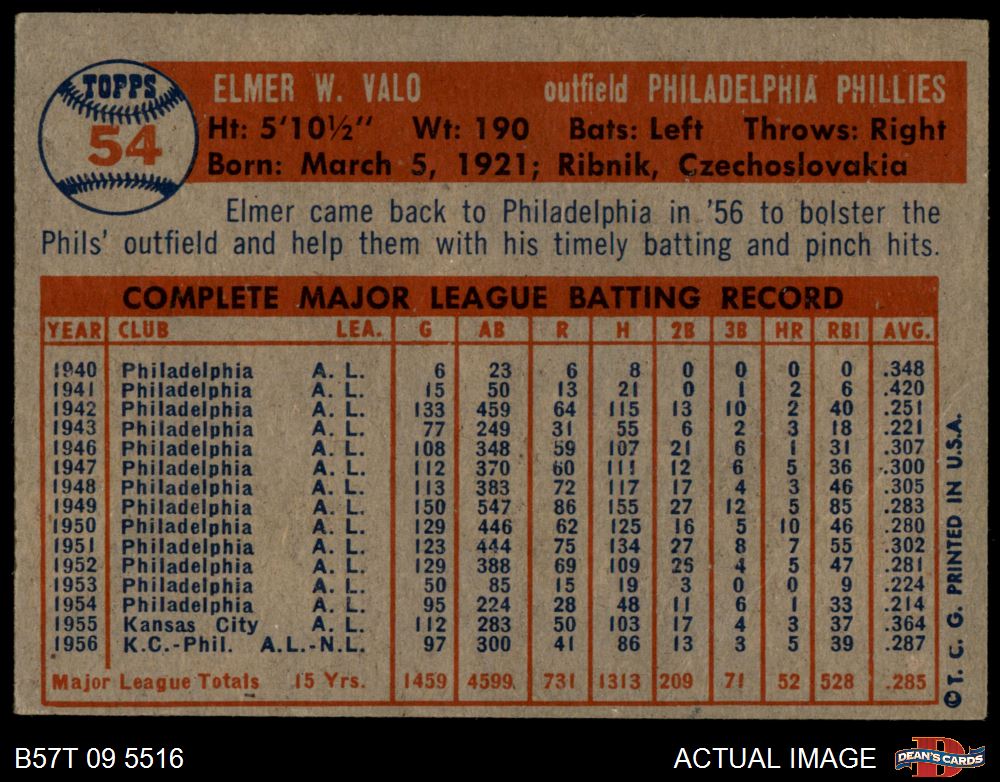 TOPPS
54
ELMER W. VALO outfield PHILADELPHIA PHILLIES
Ht: 5'10½" Wt: 190 Bats: Left Throws: Right
Born: March 5, 1921; Ribnik, Czechoslovakia
Elmer came back to Philadelphia in '56 to bolster the
Phils' outfield and help them with his timely batting and pinch hits.
COMPLETE MAJOR LEAGUE BATTING RECORD
YEAR CLUB LEA. G AB R H 2B 3B HR RBI AVG.
1940 Philadelphia A. L. 6 23 6 8 0 0 0 0 .348
1941 Philadelphia A. L. 15 50 13 21 0 1 2 6 .420
1942 Philadelphia A. L. 133 459 64 115 13 10 2 40 .251
1943 Philadelphia A. L. 77 249 31 55 6 2 3 18 .221
1946 Philadelphia A. L. 108 348 59 107 21 6 1 31 .307
1947 Philadelphia A. L. 112 370 60 111 12 6 5 36 .300
1948 Philadelphia A. L. 113 383 72 117 17 4 3 46 .305
1949 Philadelphia A. L. 150 547 86 155 27 12 5 85 .283
1950 Philadelphia A. L. 129 446 62 125 16 5 10 46 .280
1951 Philadelphia A. L. 123 444 75 134 27 8 7 55 .302
1952 Philadelphia A. L. 129 388 69 109 25 4 5 47 .281
1953 Philadelphia A. L. 50 85 15 19 3 0 0 9 .224
1954 Philadelphia A. L. 95 224 28 48 11 6 1 33 .214
1955 Kansas City A. L. 112 283 50 103 17 4 3 37 .364
1956 K.C.-Phil. A.L.-N.L. 97 300 41 86 13 3 5 39 .287
Major League Totals 15 Yrs. 1459 4599 731 1313 209 71 52 528 .285
© T. C. G. PRINTED IN U.S.A.
B57T 09 5516 ACTUAL IMAGE
D
DEAN'S CARDS